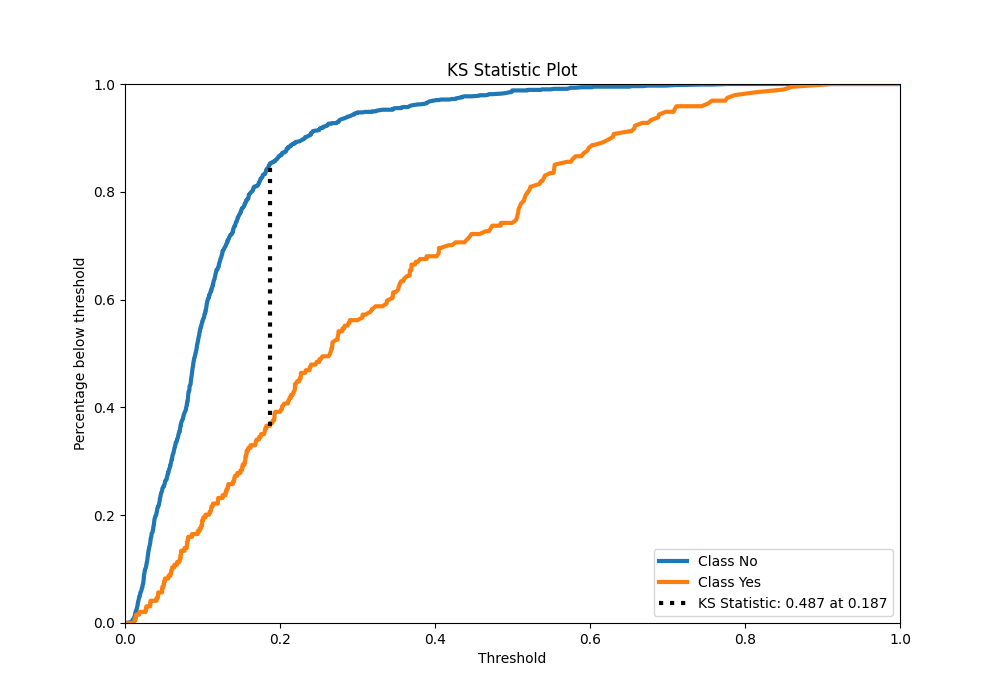 KS Statistic Plot
1.0
0.8
0.6
0.4
0.2
0.0
Percentage below threshold
0.0 0.2 0.4 0.6 0.8 1.0
Threshold
Class No
Class Yes
KS Statistic: 0.487 at 0.187